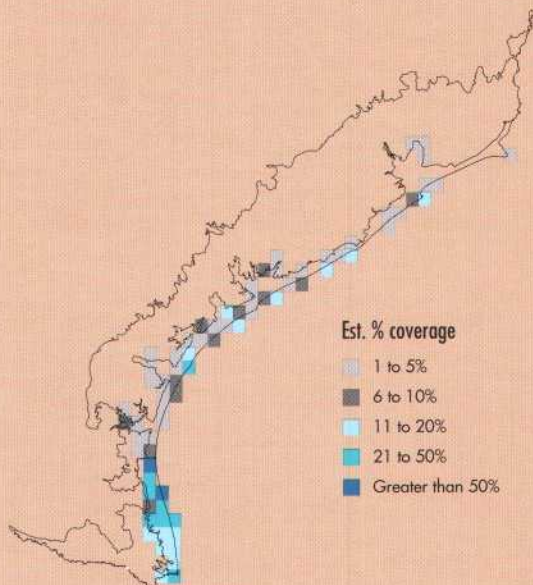 Est. % coverage
1 to 5%
6 to 10%
11 to 20%
21 to 50%
Greater than 50%